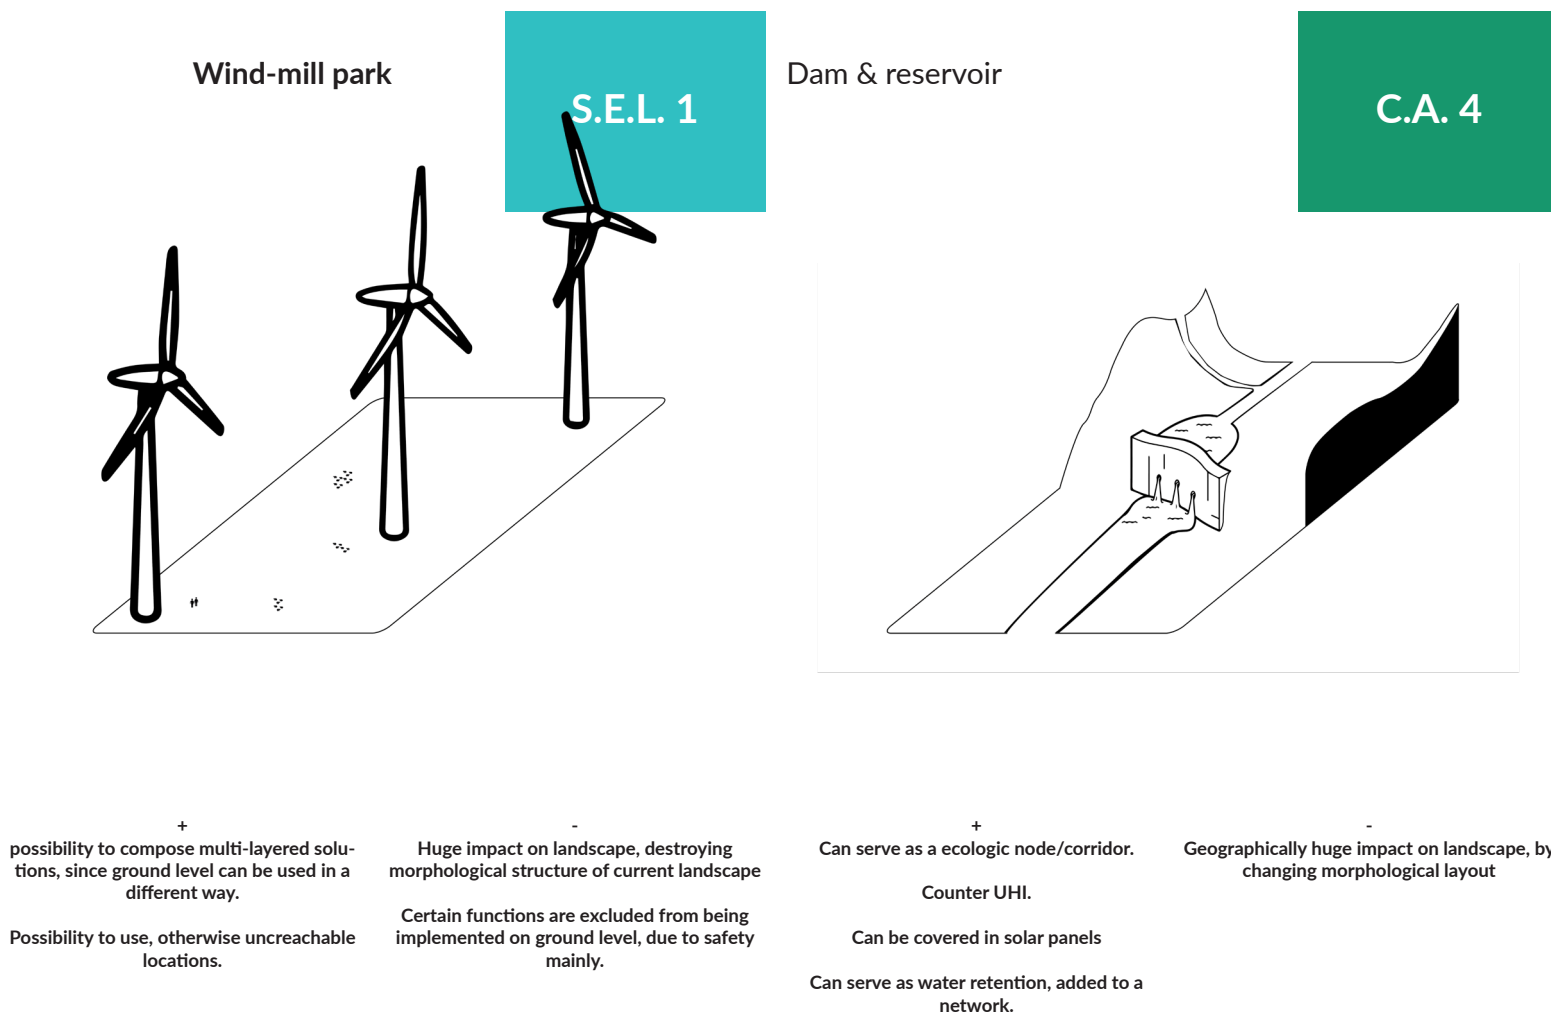 Wind-mill park
S.E.L. 1
+
possibility to compose multi-layered solu-
tions, since ground level can be used in a
different way.
Possibility to use, otherwise uncreachable
locations.
-
Huge impact on landscape, destroying
morphological structure of current landscape
Certain functions are excluded from being
implemented on ground level, due to safety
mainly.
Dam & reservoir
C.A. 4
+
Can serve as a ecologic node/corridor.
Counter UHI.
Can be covered in solar panels
Can serve as water retention, added to a
network.
-
Geographically huge impact on landscape, by
changing morphological layout